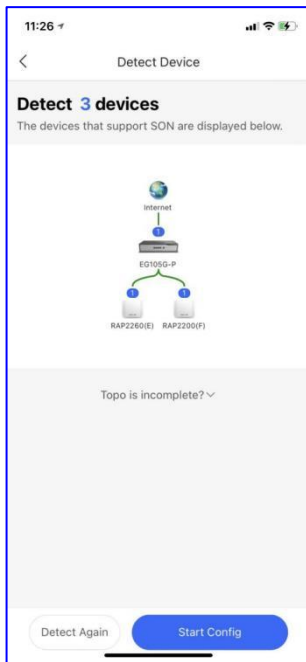 11:26
Detect Device
Detect 3 devices
The devices that support SON are displayed below.
Internet
1
EG105G-P
1 1
RAP2260(E) RAP2200(F)
Topo is incomplete?
Detect Again Start Config